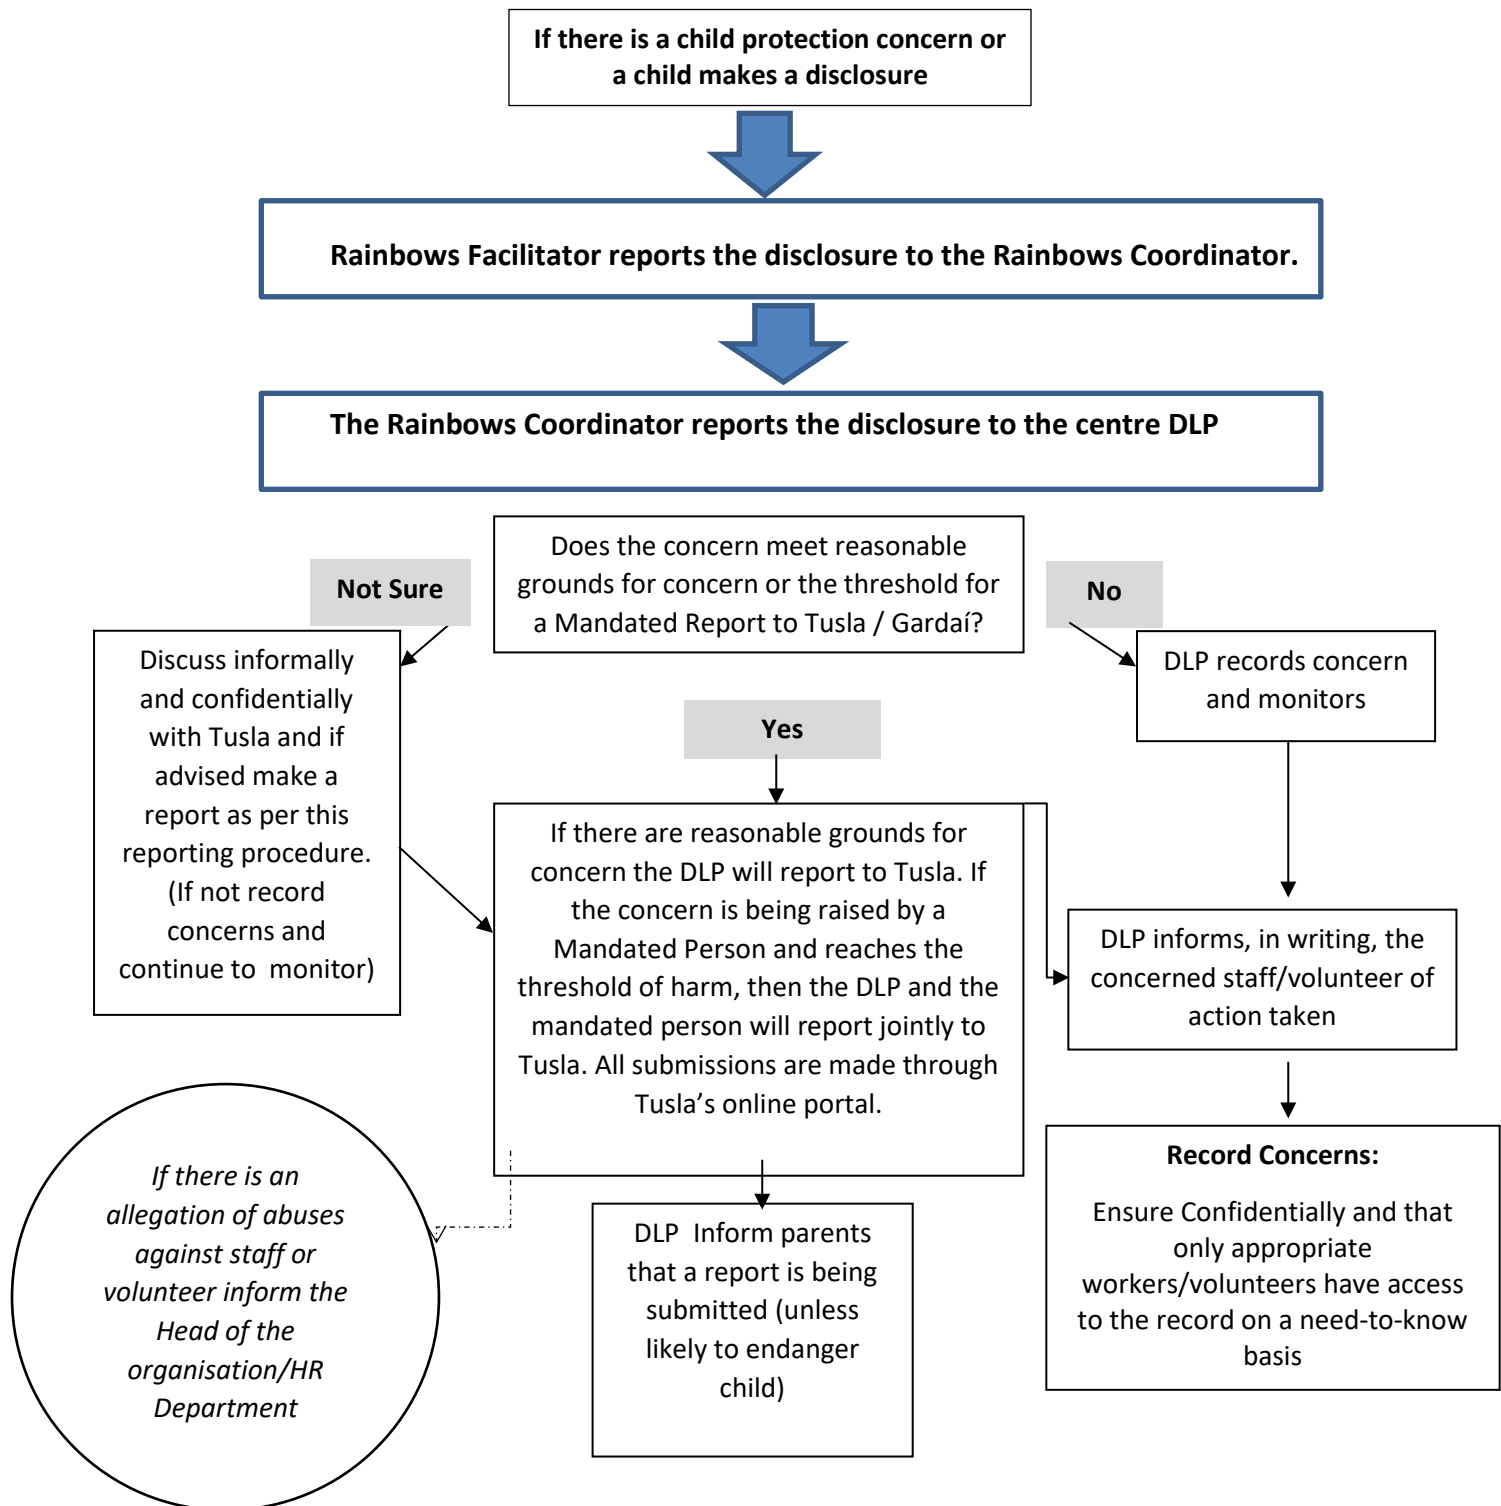 If there is a child protection concern or
a child makes a disclosure
Rainbows Facilitator reports the disclosure to the Rainbows Coordinator.
The Rainbows Coordinator reports the disclosure to the centre DLP
Does the concern meet reasonable
grounds for concern or the threshold for
a Mandated Report to Tusla / Gardaí?
Not Sure
No
Discuss informally
and confidentially
with Tusla and if
advised make a
report as per this
reporting procedure.
(If not record
concerns and
continue to  monitor)
DLP records concern
and monitors
Yes
If there are reasonable grounds for
concern the DLP will report to Tusla. If
the concern is being raised by a
Mandated Person and reaches the
threshold of harm, then the DLP and the
mandated person will report jointly to
Tusla. All submissions are made through
Tusla’s online portal.
DLP informs, in writing, the
concerned staff/volunteer of
action taken
If there is an
allegation of abuses
against staff or
volunteer inform the
Head of the
organisation/HR
Department
DLP  Inform parents
that a report is being
submitted (unless
likely to endanger
child)
Record Concerns:
Ensure Confidentially and that
only appropriate
workers/volunteers have access
to the record on a need-to-know
basis